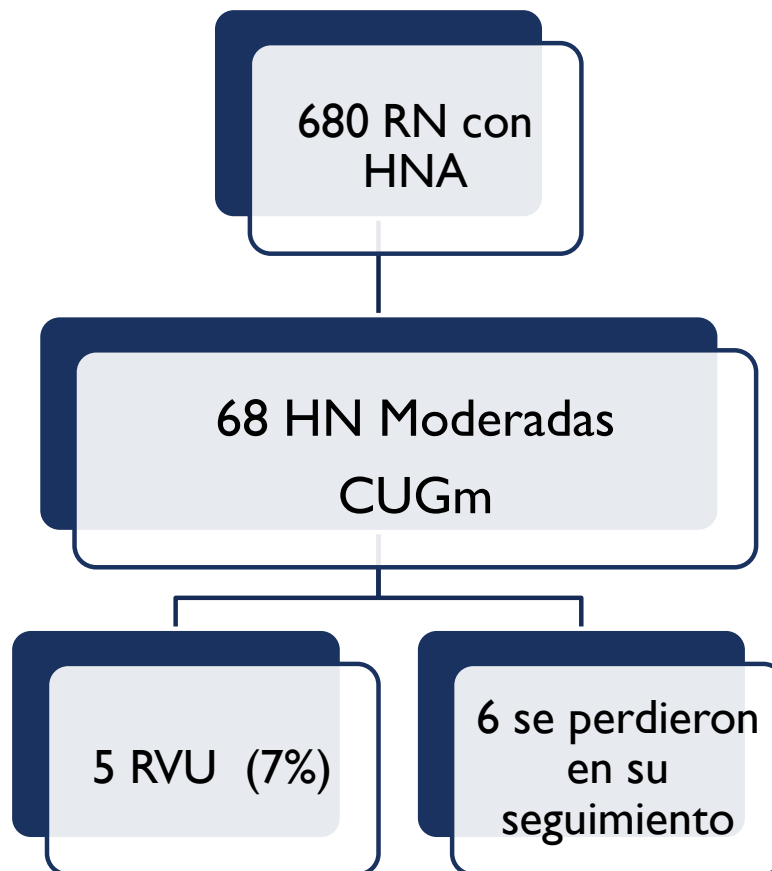 680 RN con
HNA
68 HN Moderadas
CUGm
5 RVU (7%)
6 se perdieron
en su
seguimiento